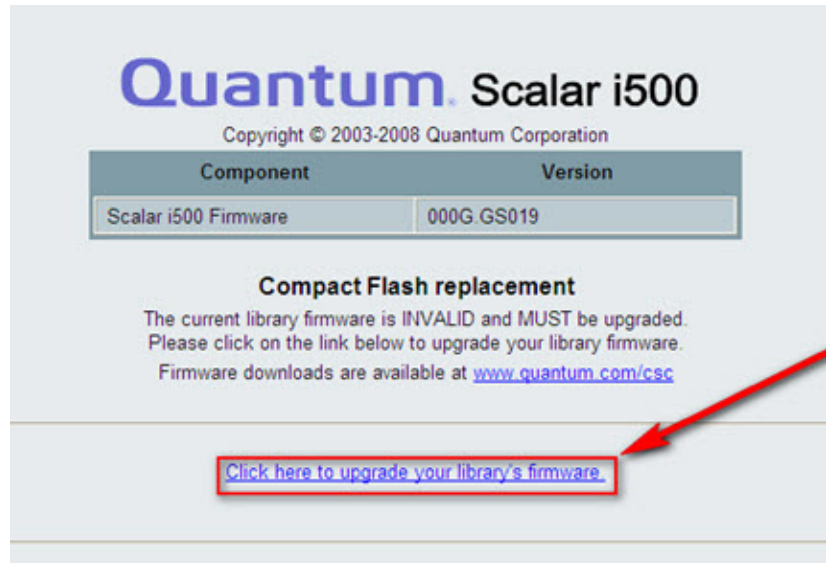 Quantum. Scalar i500
Copyright © 2003-2008 Quantum Corporation
Component Version
Scalar i500 Firmware 000G.GS019
Compact Flash replacement
The current library firmware is INVALID and MUST be upgraded.
Please click on the link below to upgrade your library firmware.
Firmware downloads are available at www.quantum.com/csc
Click here to upgrade your library's firmware.